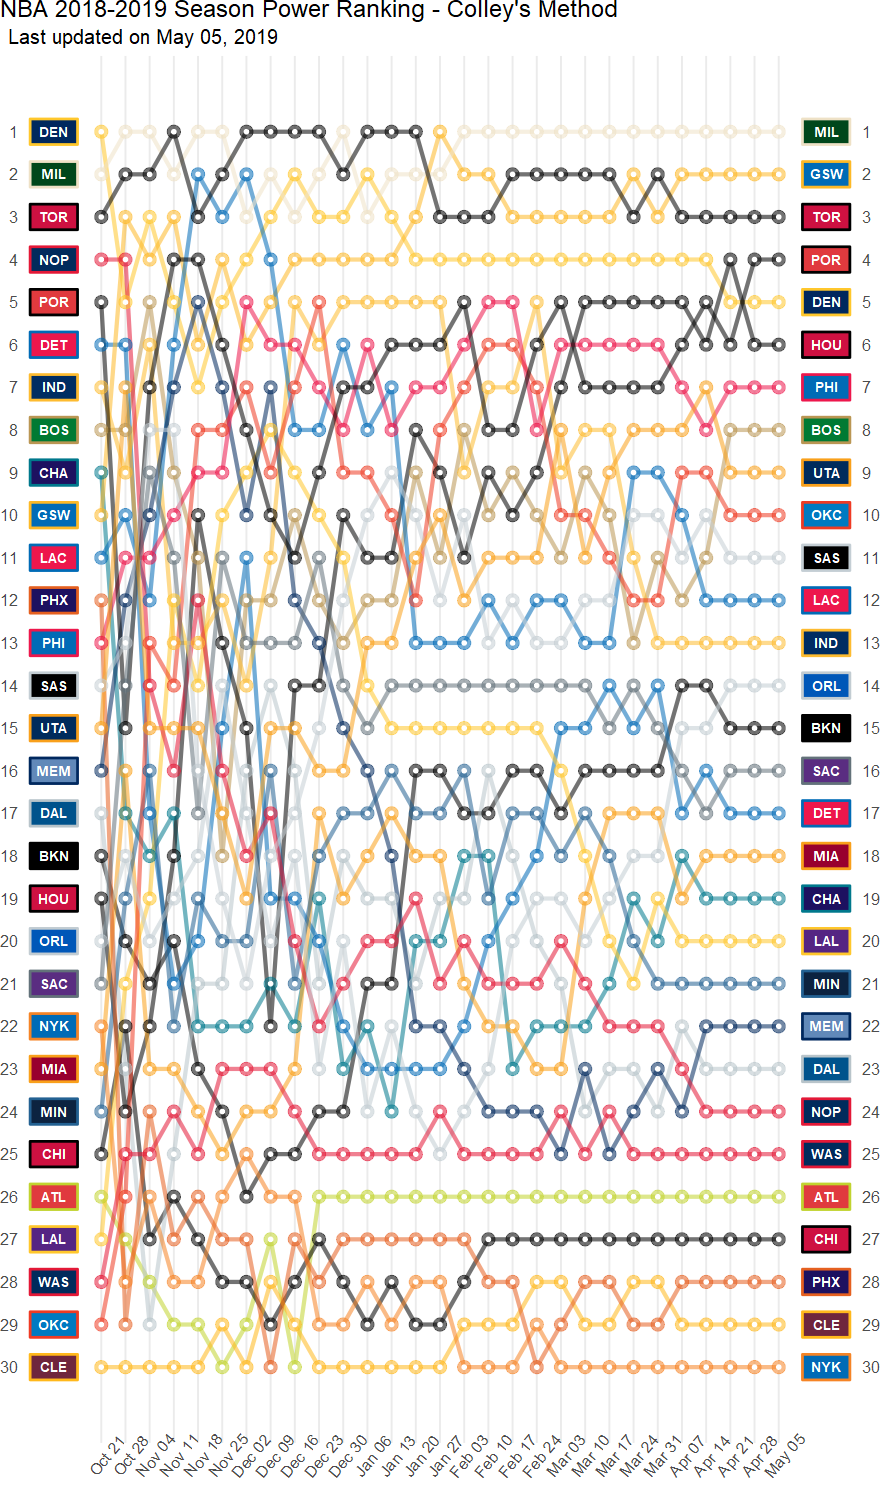 NBA 2018-2019 Season Power Ranking - Colley's Method
Last updated on May 05, 2019
1 DEN MIL 1
2 MIL GSW 2
3 TOR TOR 3
4 NOP POR 4
5 POR DEN 5
6 DET HOU 6
7 IND PHI 7
8 BOS BOS 8
9 CHA UTA 9
10 GSW OKC 10
11 LAC SAS 11
12 PHX LAC 12
13 PHI IND 13
14 SAS ORL 14
15 UTA BKN 15
16 MEM SAC 16
17 DAL DET 17
18 BKN MIA 18
19 HOU CHA 19
20 ORL LAL 20
21 SAC MIN 21
22 NYK MEM 22
23 MIA DAL 23
24 MIN NOP 24
25 CHI WAS 25
26 ATL ATL 26
27 LAL CHI 27
28 WAS PHX 28
29 OKC CLE 29
30 CLE NYK 30
Oct 21 Oct 28 Nov 04 Nov 11 Nov 18 Nov 25 Dec 02 Dec 09 Dec 16 Dec 23 Dec 30 Jan 06 Jan 13 Jan 20 Jan 27 Feb 03 Feb 10 Feb 17 Feb 24 Mar 03 Mar 10 Mar 17 Mar 24 Mar 31 Apr 07 Apr 14 Apr 21 Apr 28 May 05